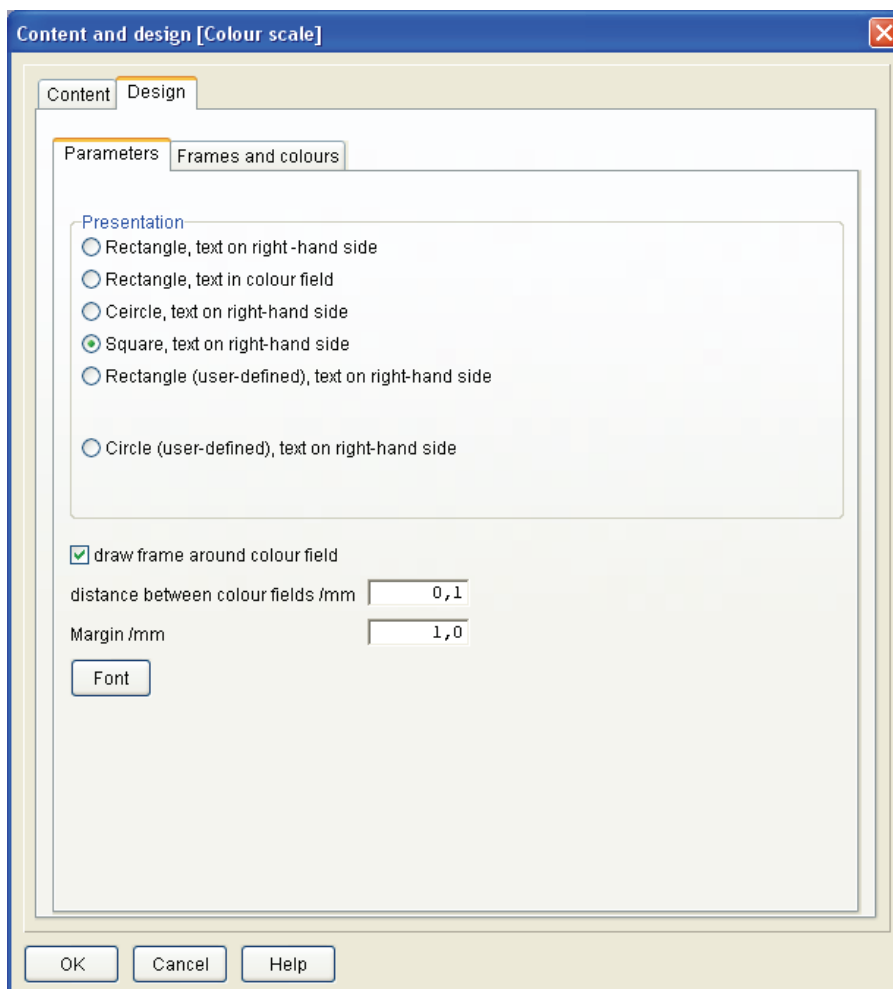 Content and design [Colour scale]
Content Design
Parameters Frames and colours
Presentation
Rectangle, text on right -hand side
Rectangle, text in colour field
Ceircle, text on right-hand side
Square, text on right-hand side
Rectangle (user-defined), text on right-hand side
Circle (user-defined), text on right-hand side
draw frame around colour field
distance between colour fields /mm 0,1
Margin /mm 1,0
Font
OK Cancel Help